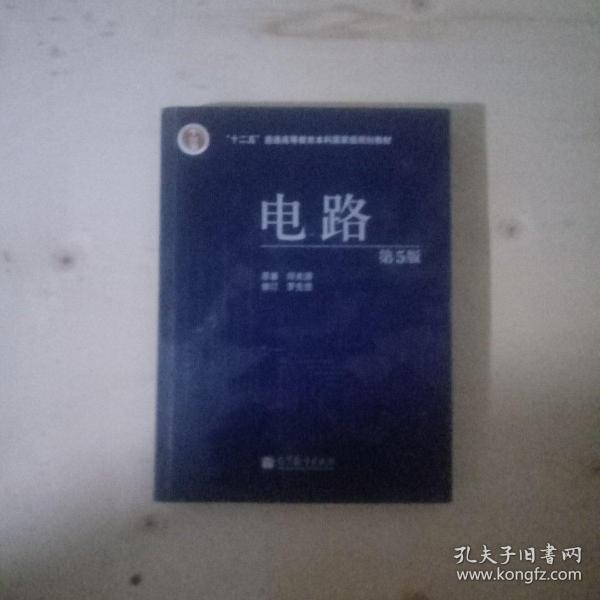 "十二五"普通高等教育本科国家级规划教材
电路
第5版
原著 邱关源
修订 罗先觉
高等教育出版社
孔夫子旧书网
www.kongfz.com